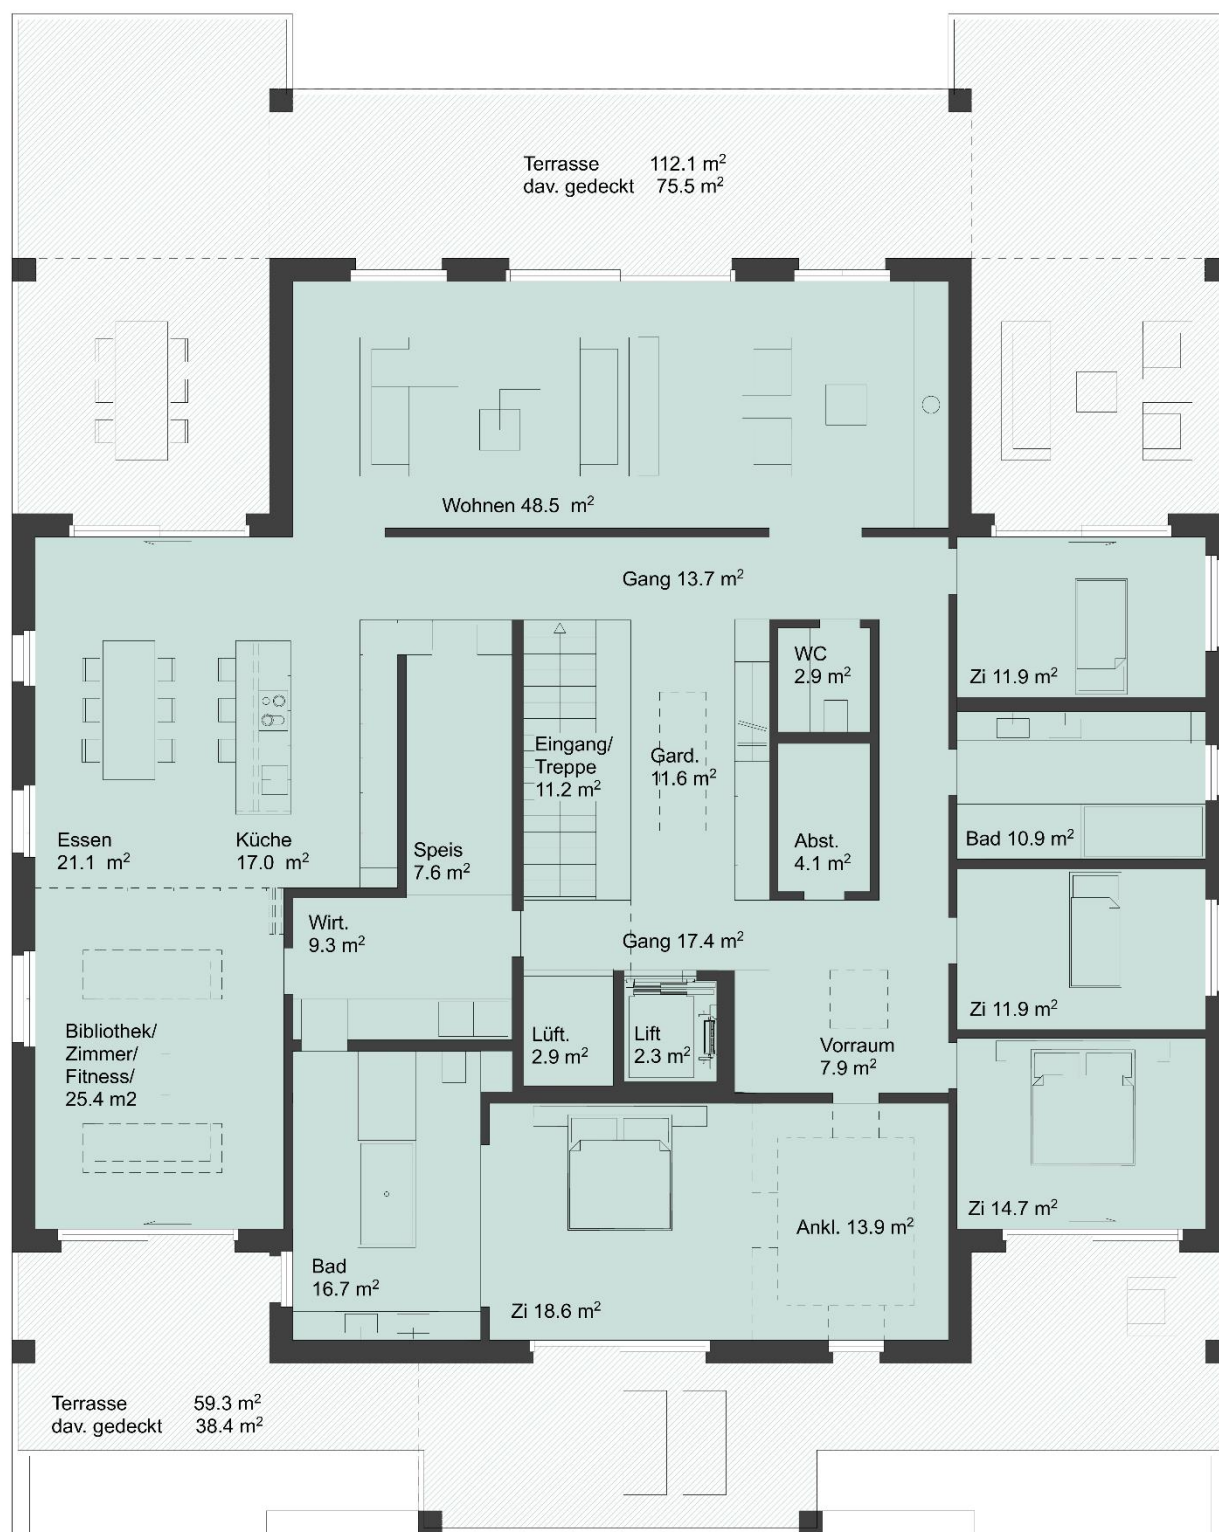 Terrasse 112.1 m²
dav. gedeckt 75.5 m²
Wohnen 48.5 m²
Gang 13.7 m²
WC
2.9 m²
Zi 11.9 m²
Eingang/
Treppe
11.2 m²
Gard.
11.6 m²
Essen
21.1 m²
Küche
17.0 m²
Speis
7.6 m²
Abst.
4.1 m²
Bad 10.9 m²
Wirt.
9.3 m²
Gang 17.4 m²
Zi 11.9 m²
Bibliothek/
Zimmer/
Fitness/
25.4 m2
Lüft.
2.9 m²
Lift
2.3 m²
Vorraum
7.9 m²
Zi 14.7 m²
Ankl. 13.9 m²
Bad
16.7 m²
Zi 18.6 m²
Terrasse 59.3 m²
dav. gedeckt 38.4 m²